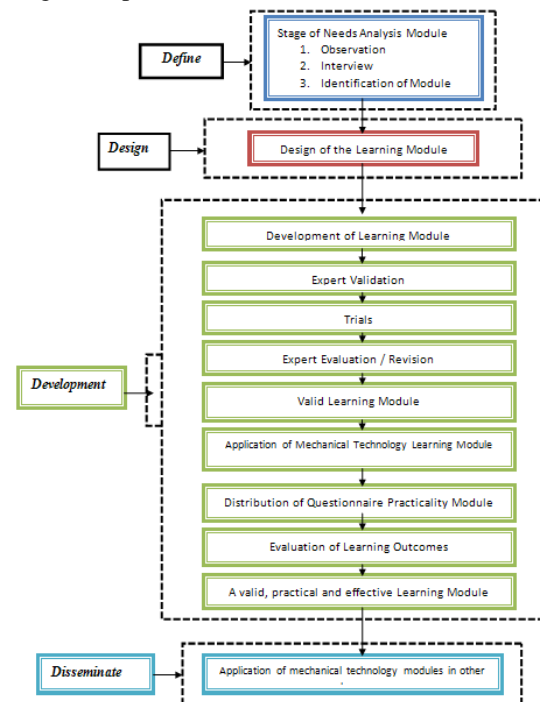 Define
Stage of Needs Analysis Module
1. Observation
2. Interview
3. Identification of Module
Design
Design of the Learning Module
Development
Development of Learning Module
Expert Validation
Trials
Expert Evaluation / Revision
Valid Learning Module
Application of Mechanical Technology Learning Module
Distribution of Questionnaire Practicality Module
Evaluation of Learning Outcomes
A valid, practical and effective Learning Module
Disseminate
Application of mechanical technology modules in other